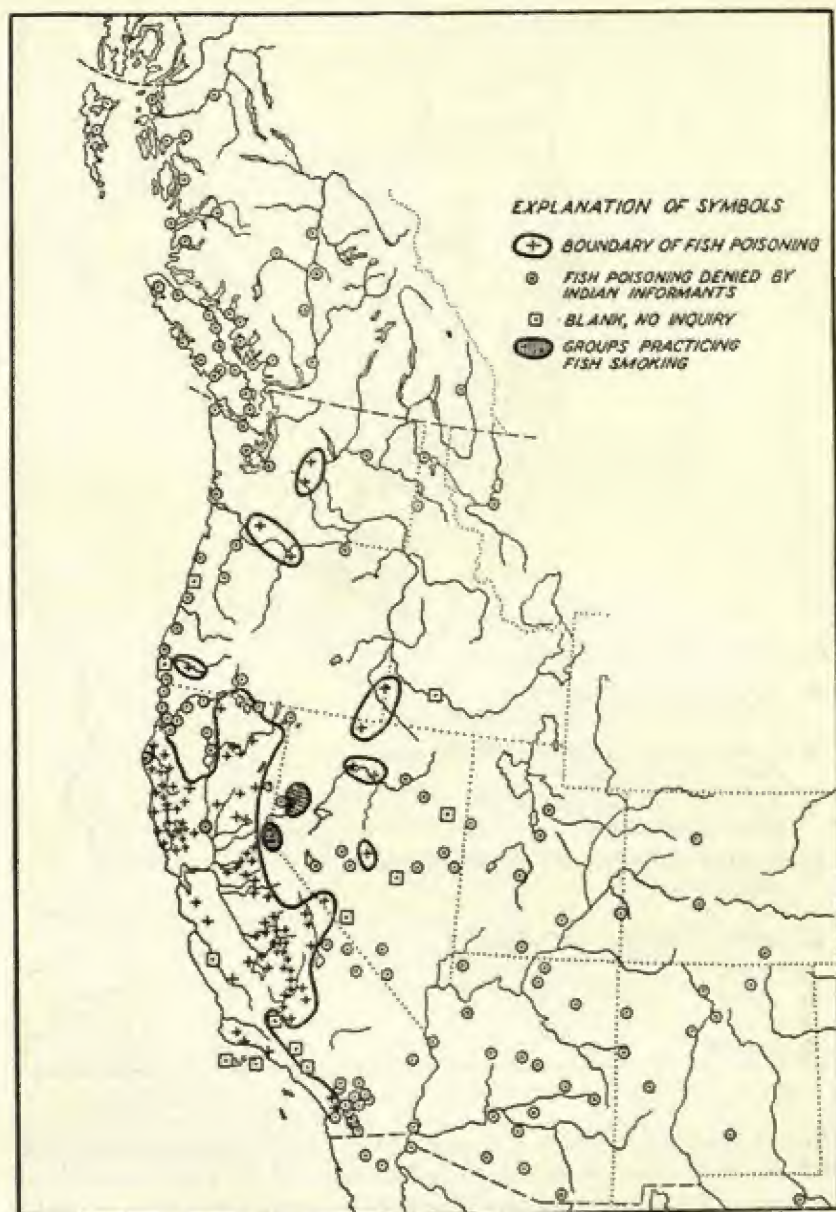 EXPLANATION OF SYMBOLS
BOUNDARY OF FISH POISONING
FISH POISONING DENIED BY
INDIAN INFORMANTS
BLANK, NO INQUIRY
GROUPS PRACTICING
FISH SMOKING